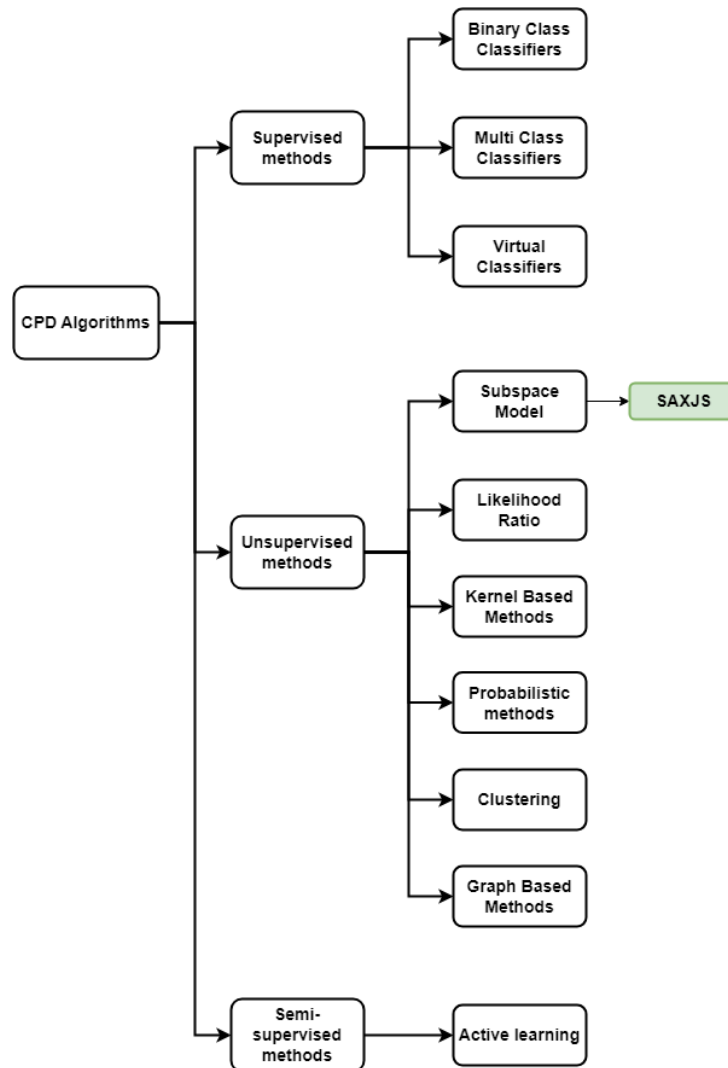 Binary Class
Classifiers
Supervised
methods
Multi Class
Classifiers
Virtual
Classifiers
CPD Algorithms
Subspace
Model
SAXJS
Likelihood
Ratio
Unsupervised
methods
Kernel Based
Methods
Probabilistic
methods
Clustering
Graph Based
Methods
Semi-
supervised
methods
Active learning